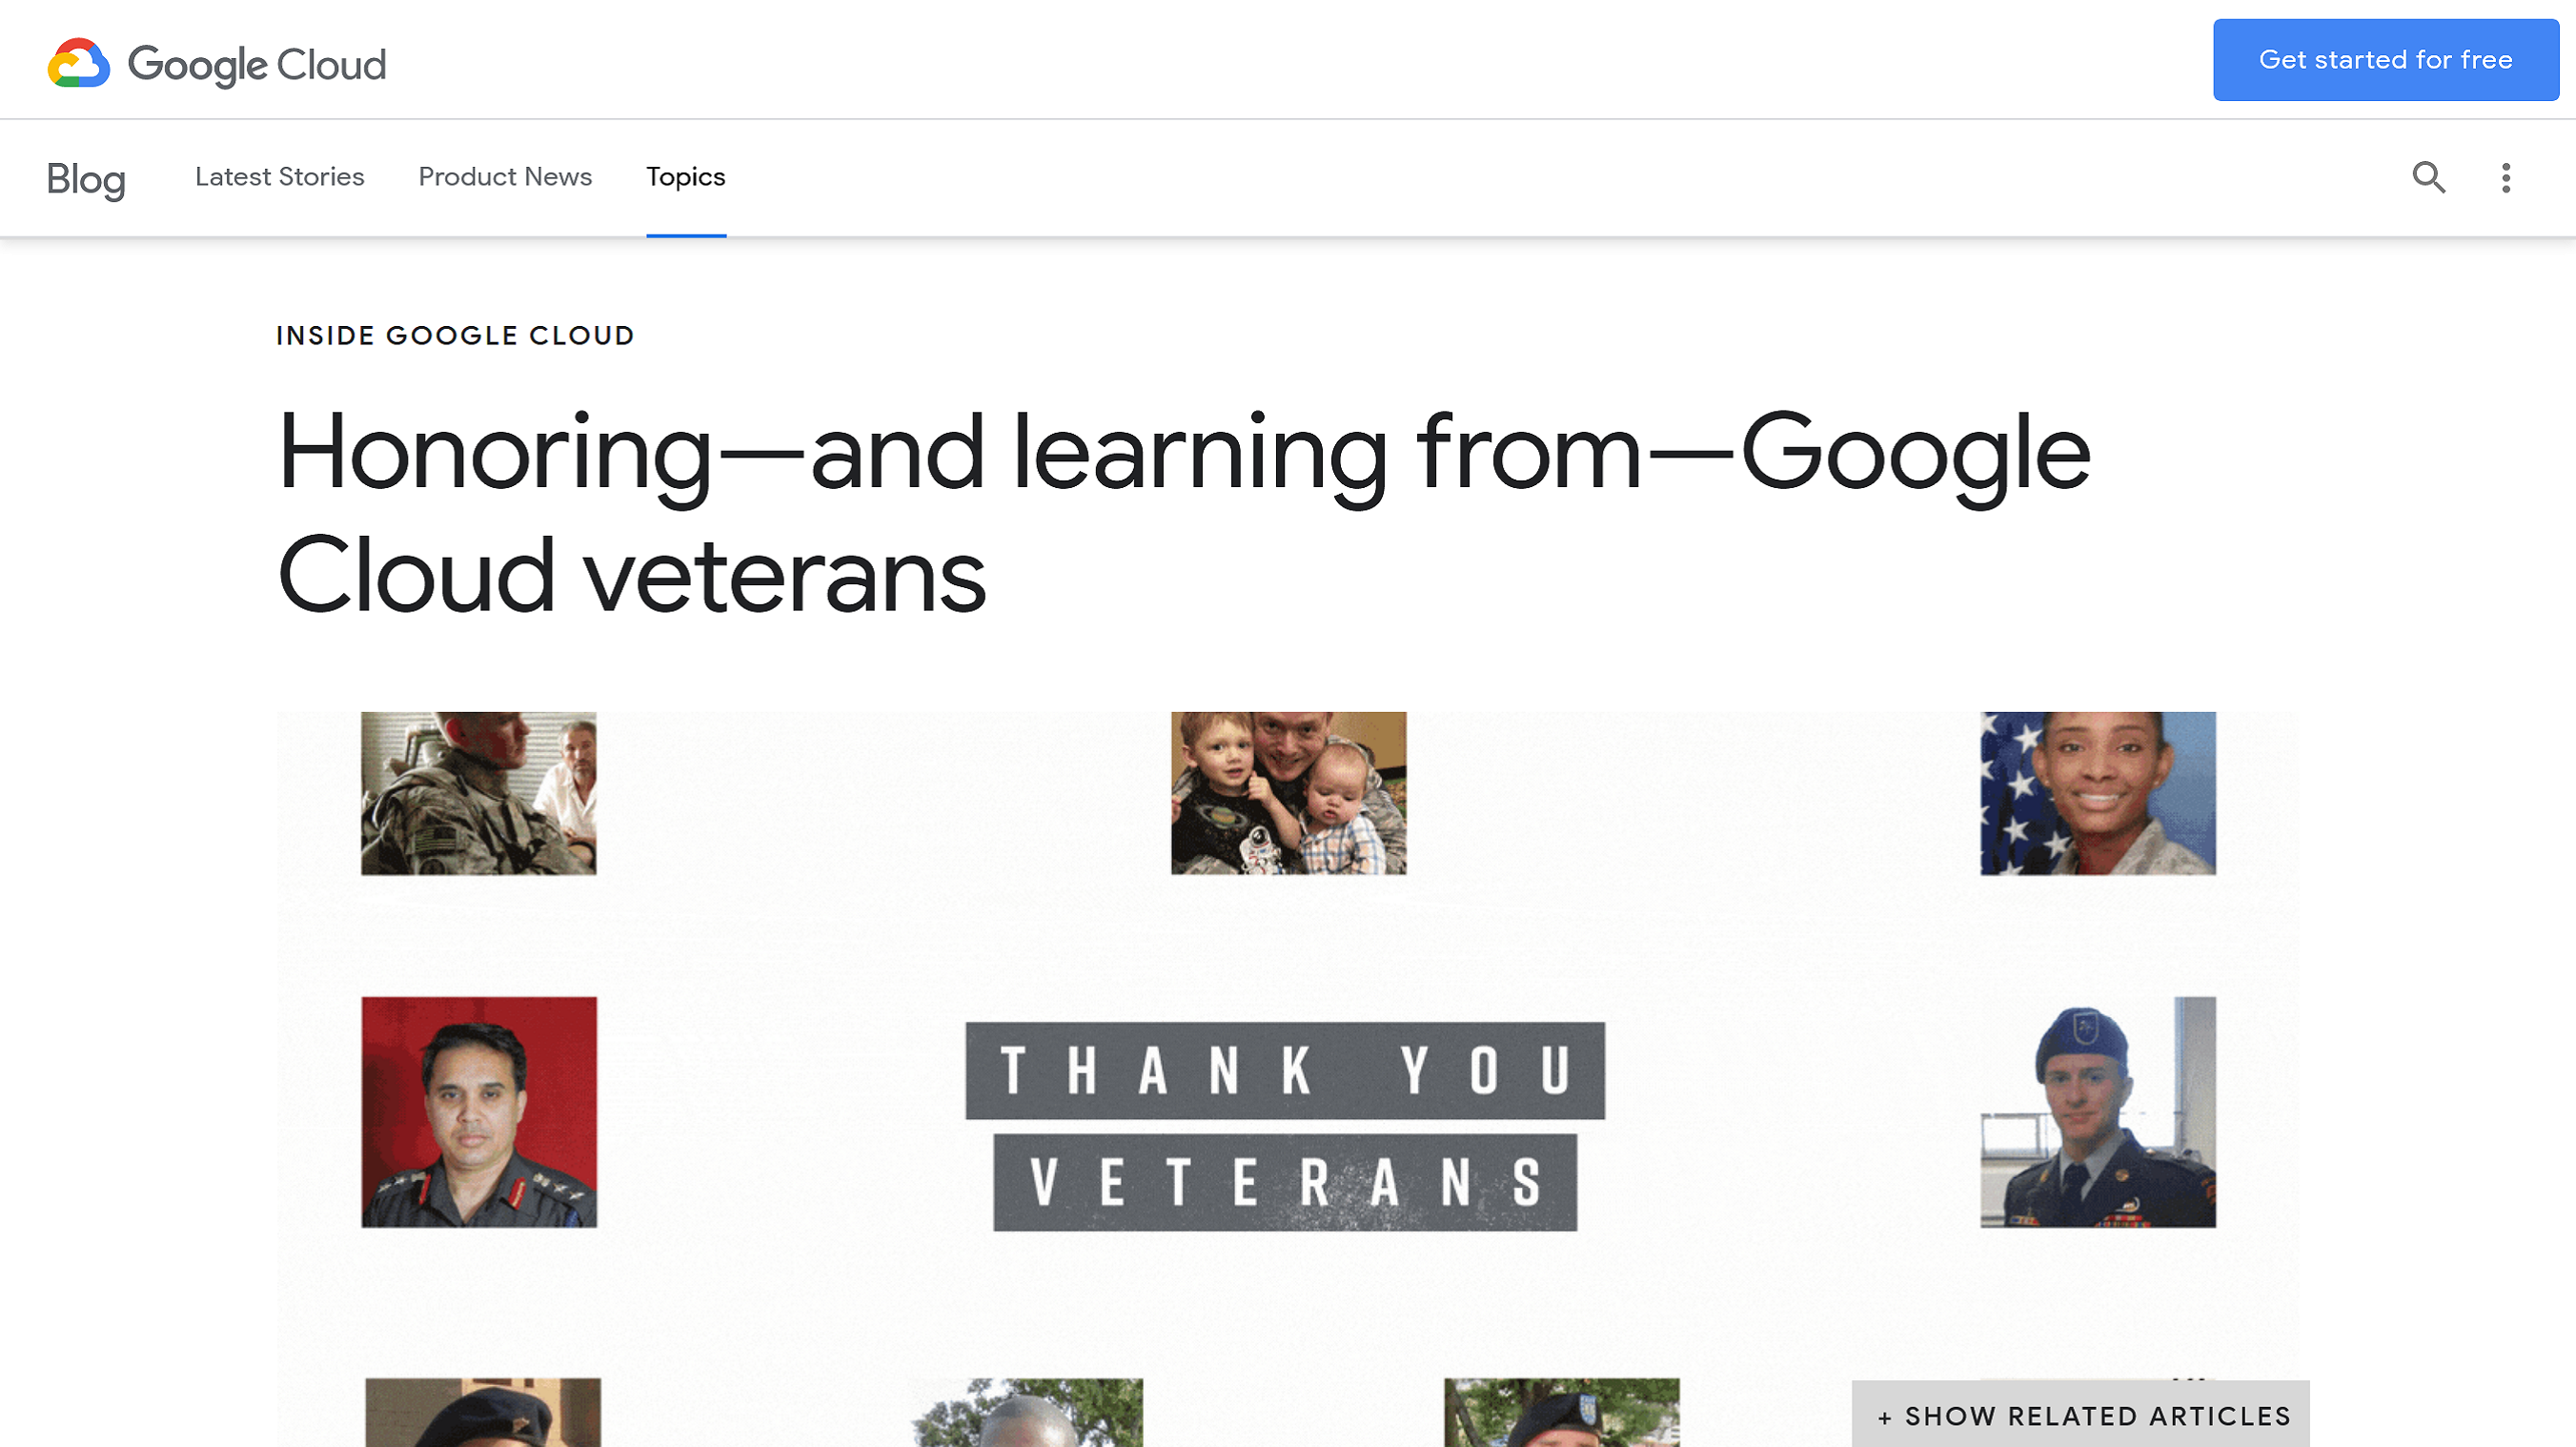 Google Cloud
Get started for free
Blog
Latest Stories
Product News
Topics
INSIDE GOOGLE CLOUD
Honoring—and learning from—Google
Cloud veterans
THANK YOU
VETERANS
+ SHOW RELATED ARTICLES